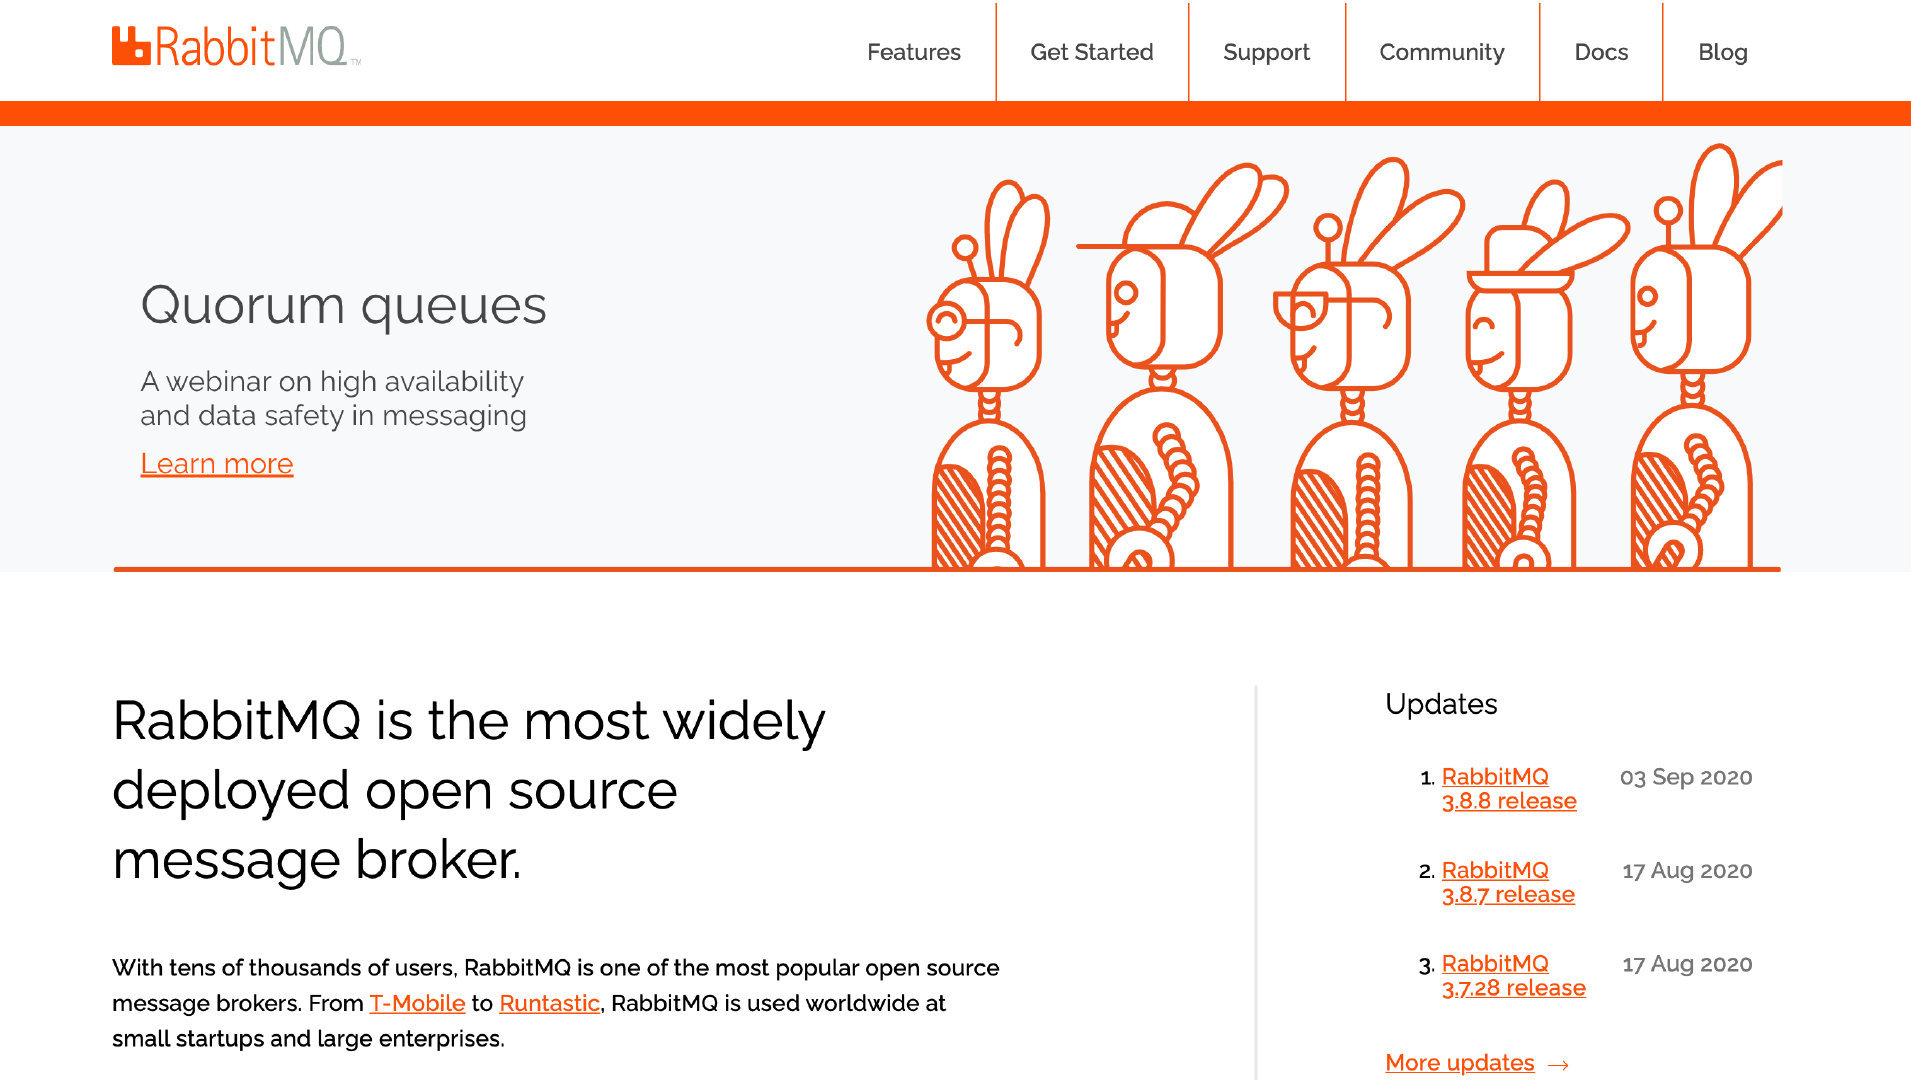 RabbitMQ™
Features
Get Started
Support
Community
Docs
Blog
Quorum queues
A webinar on high availability
and data safety in messaging
Learn more
RabbitMQ is the most widely
deployed open source
message broker.
With tens of thousands of users, RabbitMQ is one of the most popular open source
message brokers. From T-Mobile to Runtastic, RabbitMQ is used worldwide at
small startups and large enterprises.
Updates
1. RabbitMQ 03 Sep 2020
3.8.8 release
2. RabbitMQ 17 Aug 2020
3.8.7 release
3. RabbitMQ 17 Aug 2020
3.7.28 release
More updates →